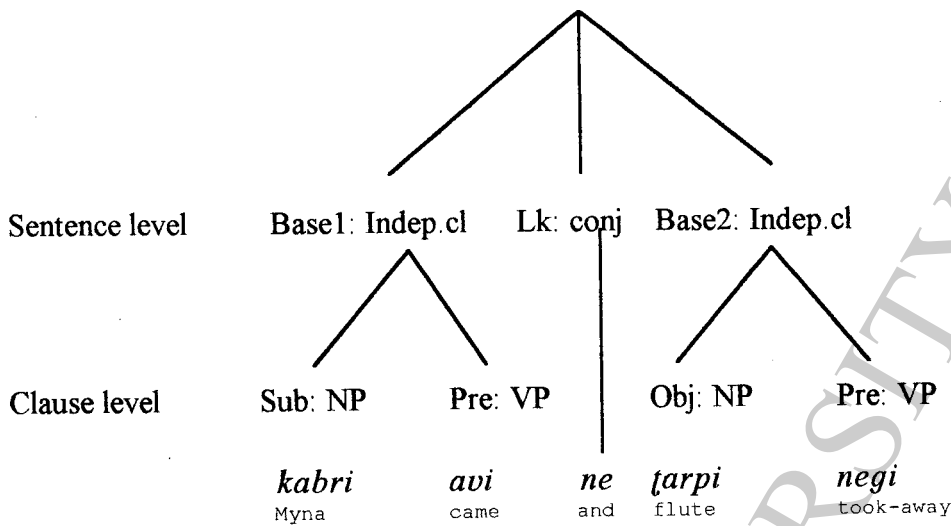 Sentence level Base1: Indep.cl Lk: conj Base2: Indep.cl
Clause level Sub: NP Pre: VP Obj: NP Pre: VP
kabri avi ne ṭarpi negi
Myna came and flute took-away
RSITY